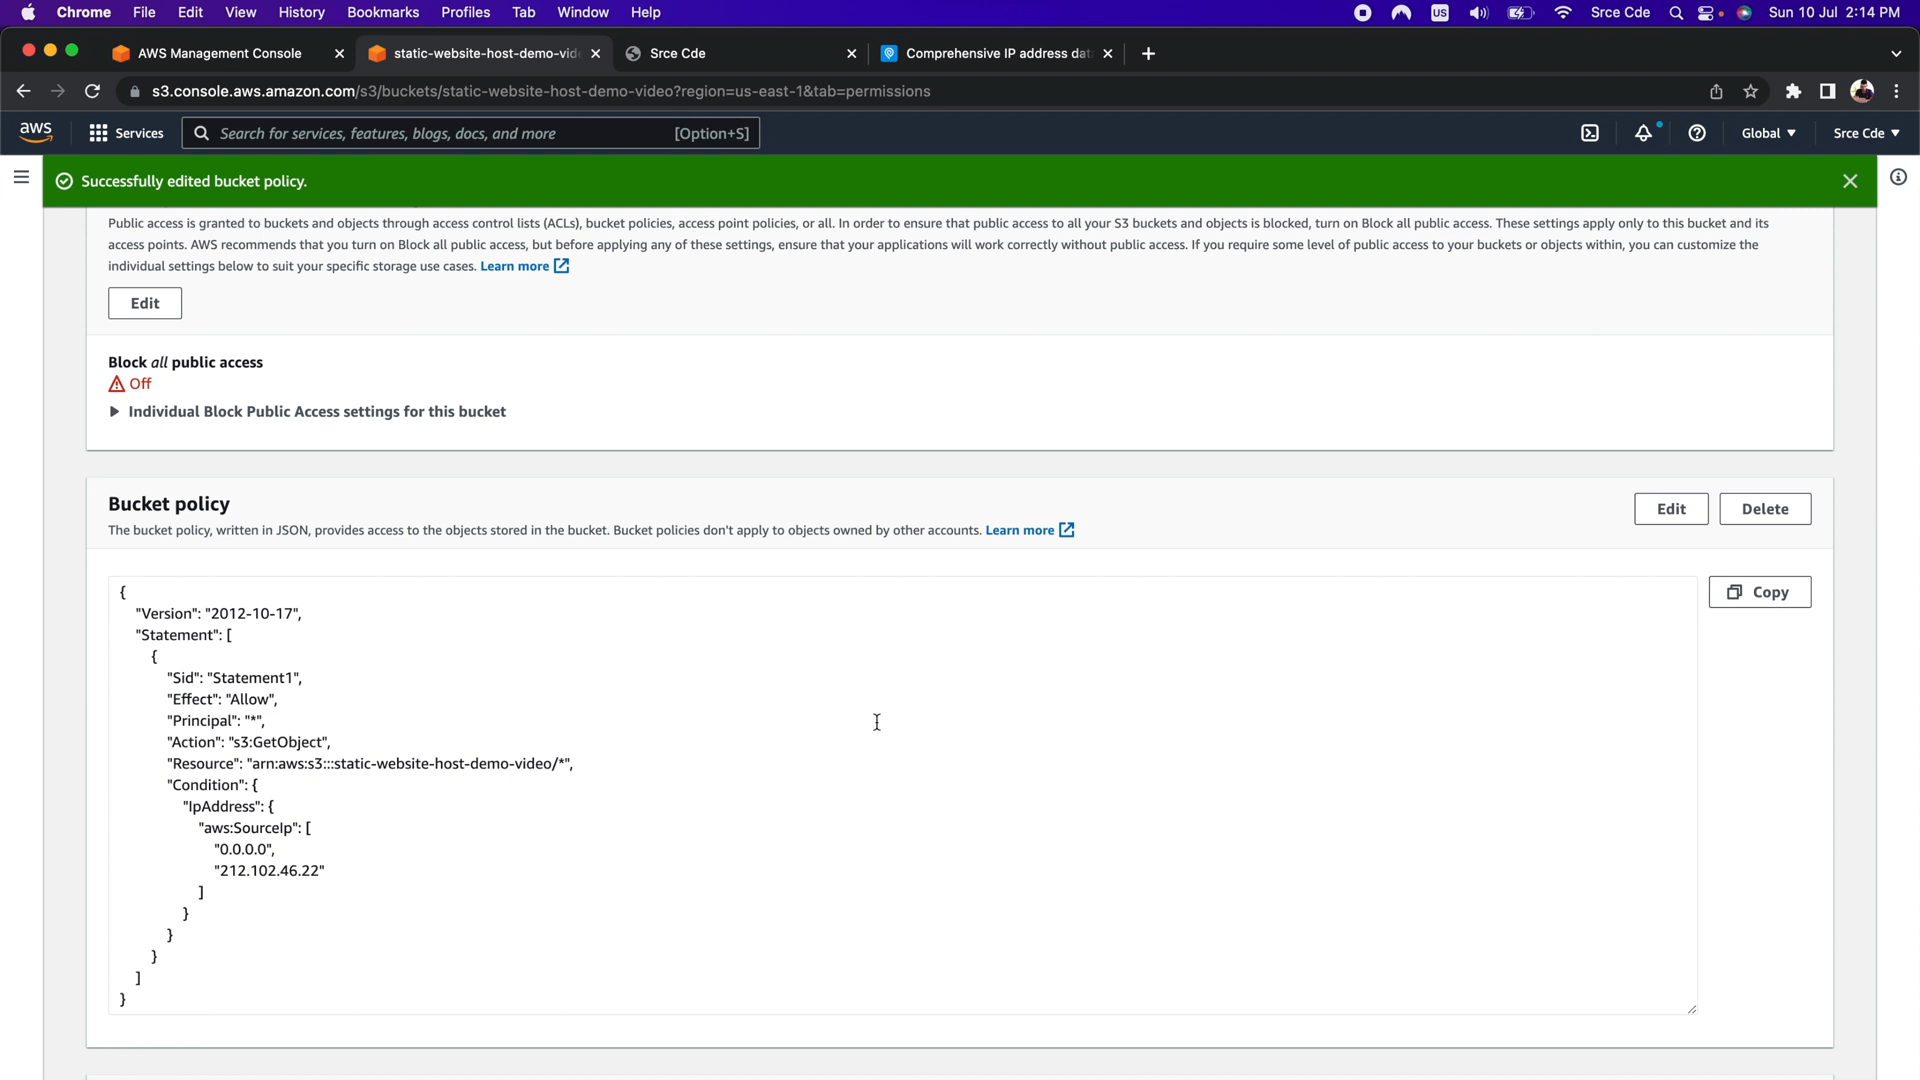 Chrome File Edit View History Bookmarks Profiles Tab Window Help US Srce Cde Sun 10 Jul 2:14 PM
AWS Management Console static-website-host-demo-vid Srce Cde Comprehensive IP address dat
s3.console.aws.amazon.com/s3/buckets/static-website-host-demo-video?region=us-east-1&tab=permissions
aws Services Search for services, features, blogs, docs, and more [Option+S] Global Srce Cde
Successfully edited bucket policy.
Public access is granted to buckets and objects through access control lists (ACLs), bucket policies, access point policies, or all. In order to ensure that public access to all your S3 buckets and objects is blocked, turn on Block all public access. These settings apply only to this bucket and its
access points. AWS recommends that you turn on Block all public access, but before applying any of these settings, ensure that your applications will work correctly without public access. If you require some level of public access to your buckets or objects within, you can customize the
individual settings below to suit your specific storage use cases. Learn more
Edit
Block all public access
Off
Individual Block Public Access settings for this bucket
Bucket policy
Edit Delete
The bucket policy, written in JSON, provides access to the objects stored in the bucket. Bucket policies don't apply to objects owned by other accounts. Learn more
Copy
{
"Version": "2012-10-17",
"Statement": [
{
"Sid": "Statement1",
"Effect": "Allow",
"Principal": "*",
"Action": "s3:GetObject",
"Resource": "arn:aws:s3:::static-website-host-demo-video/*",
"Condition": {
"IpAddress": {
"aws:SourceIp": [
"0.0.0.0",
"212.102.46.22"
]
}
}
}
]
}